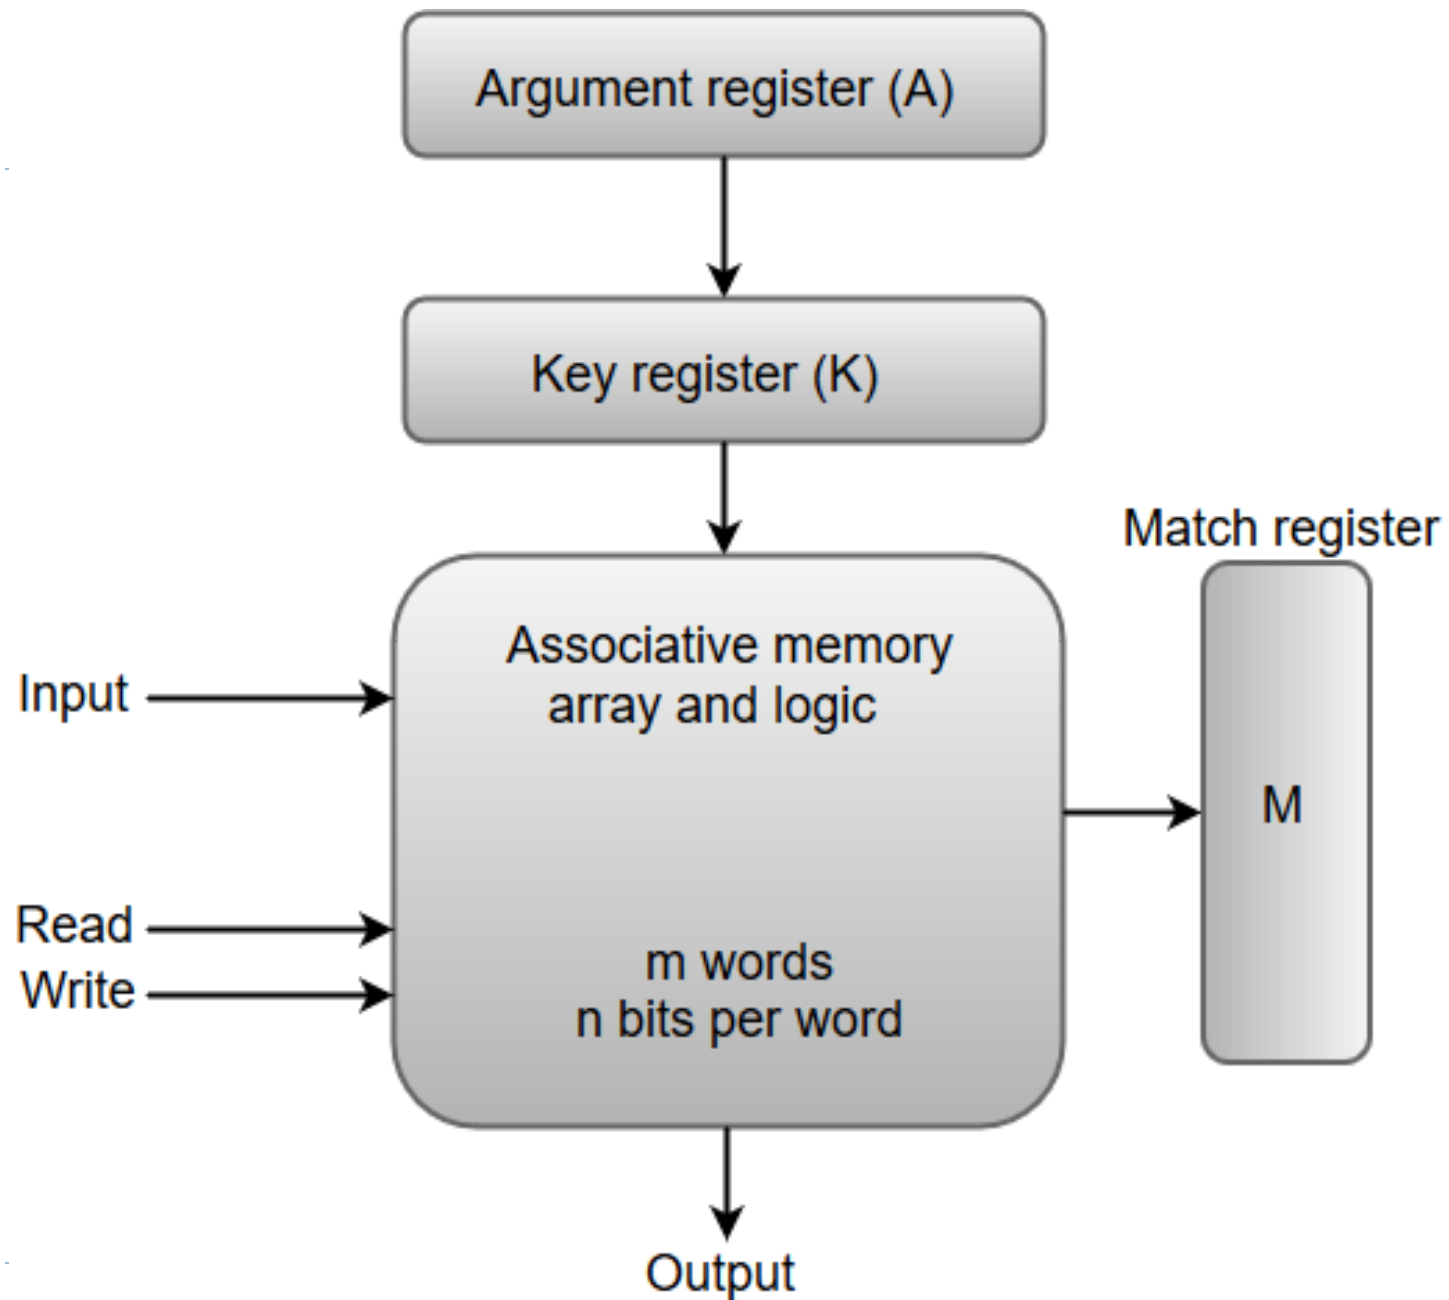 Argument register (A)
Key register (K)
Match register
Associative memory
array and logic
Input
M
Read
Write
m words
n bits per word
Output